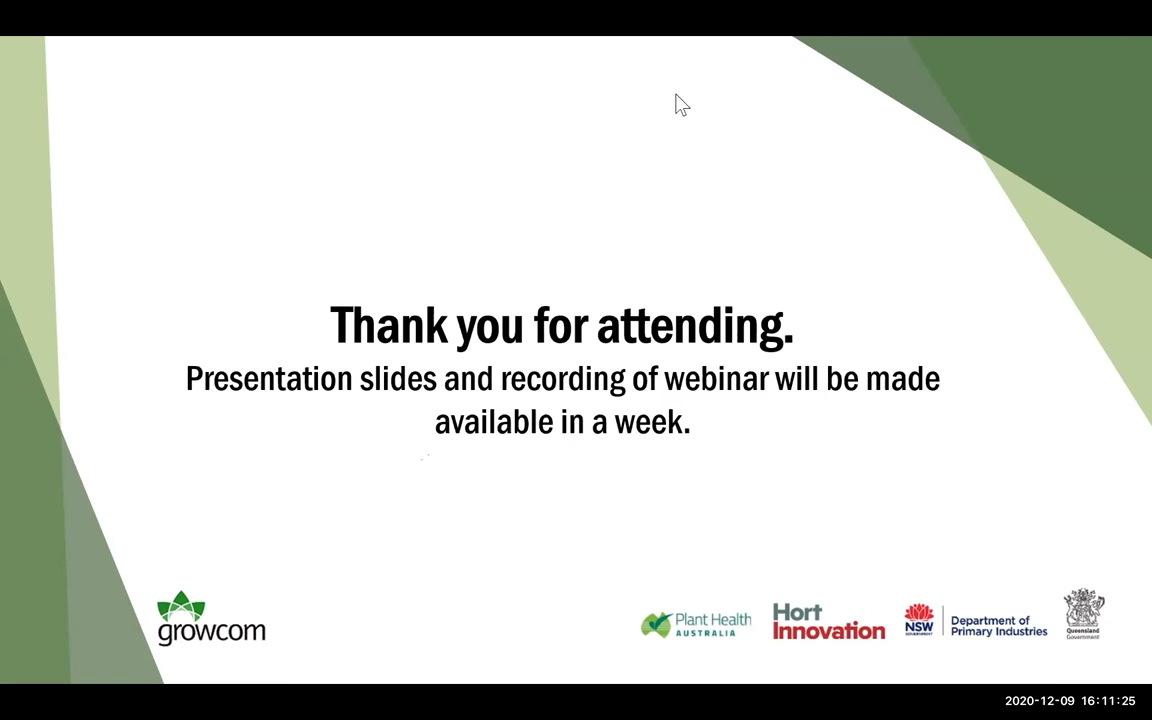 Thank you for attending.
Presentation slides and recording of webinar will be made
available in a week.
growcom
Plant Health
AUSTRALIA
Hort
Innovation
NSW
GOVERNMENT
Department of
Primary Industries
Queensland
Government
2020-12-09 16:11:25